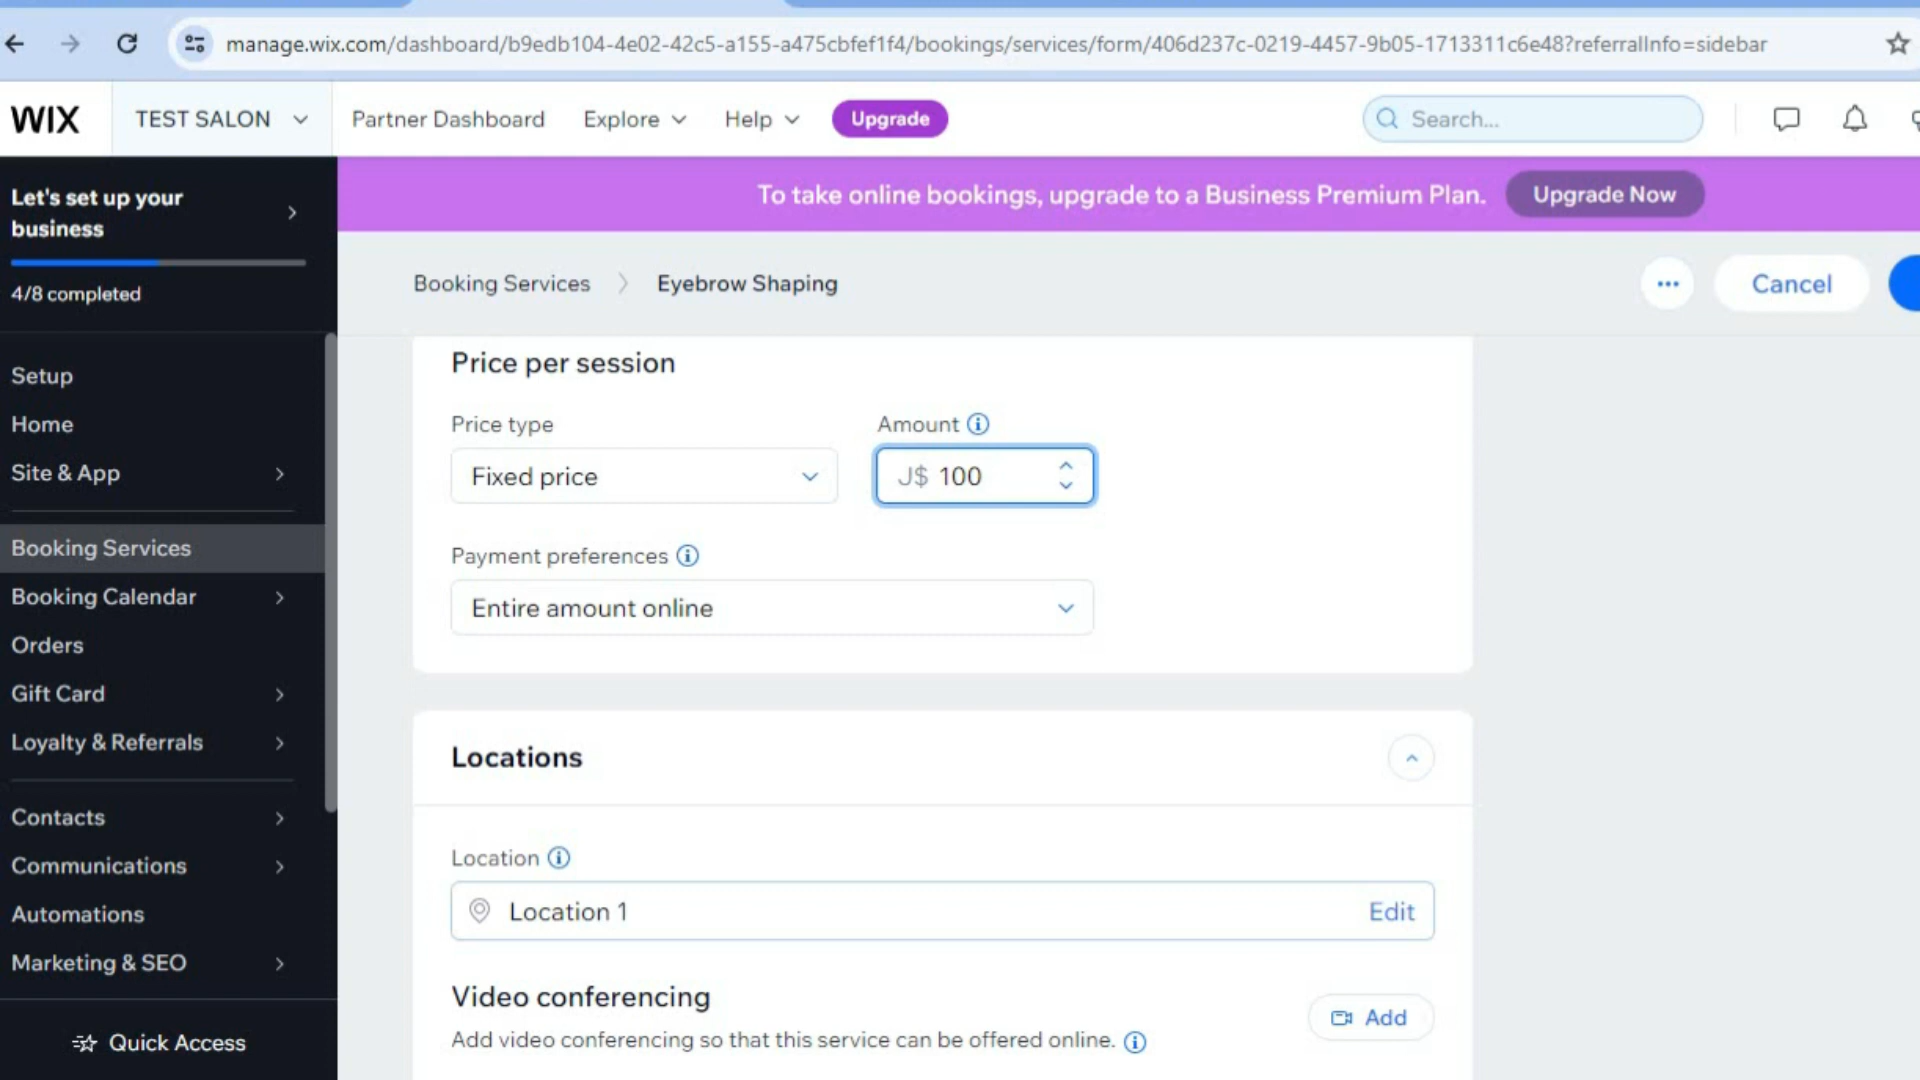 manage.wix.com/dashboard/b9edb104-4e02-42c5-a155-a475cbfef1f4/bookings/services/form/406d237c-0219-4457-9b05-1713311c6e48?referralInfo=sidebar
WIX
TEST SALON
Partner Dashboard
Explore
Help
Upgrade
Search...
Let's set up your
business
4/8 completed
To take online bookings, upgrade to a Business Premium Plan.
Upgrade Now
Booking Services
Eyebrow Shaping
Cancel
Setup
Home
Site & App
Booking Services
Booking Calendar
Orders
Gift Card
Loyalty & Referrals
Contacts
Communications
Automations
Marketing & SEO
Quick Access
Price per session
Price type
Amount
Fixed price
J$ 100
Payment preferences
Entire amount online
Locations
Location
Location 1
Edit
Video conferencing
Add
Add video conferencing so that this service can be offered online.